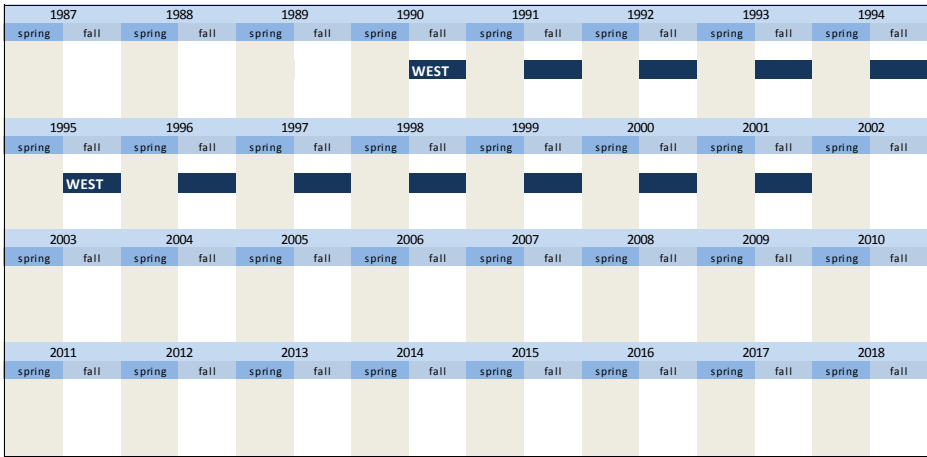 1987 1988 1989 1990 1991 1992 1993 1994
spring fall spring fall spring fall spring fall spring fall spring fall spring fall spring fall
WEST
1995 1996 1997 1998 1999 2000 2001 2002
spring fall spring fall spring fall spring fall spring fall spring fall spring fall spring fall
WEST
2003 2004 2005 2006 2007 2008 2009 2010
spring fall spring fall spring fall spring fall spring fall spring fall spring fall spring fall
2011 2012 2013 2014 2015 2016 2017 2018
spring fall spring fall spring fall spring fall spring fall spring fall spring fall spring fall